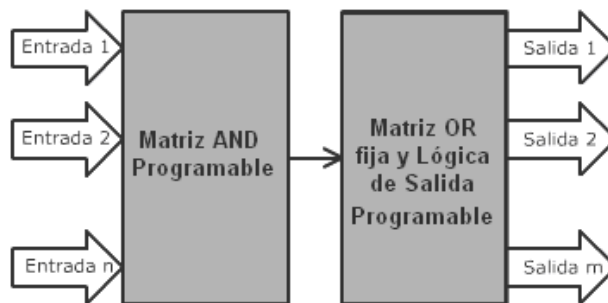 Entrada 1
Entrada 2
Entrada n
Matriz AND
Programable
Matriz OR
fija y Lógica
de Salida
Programable
Salida 1
Salida 2
Salida m